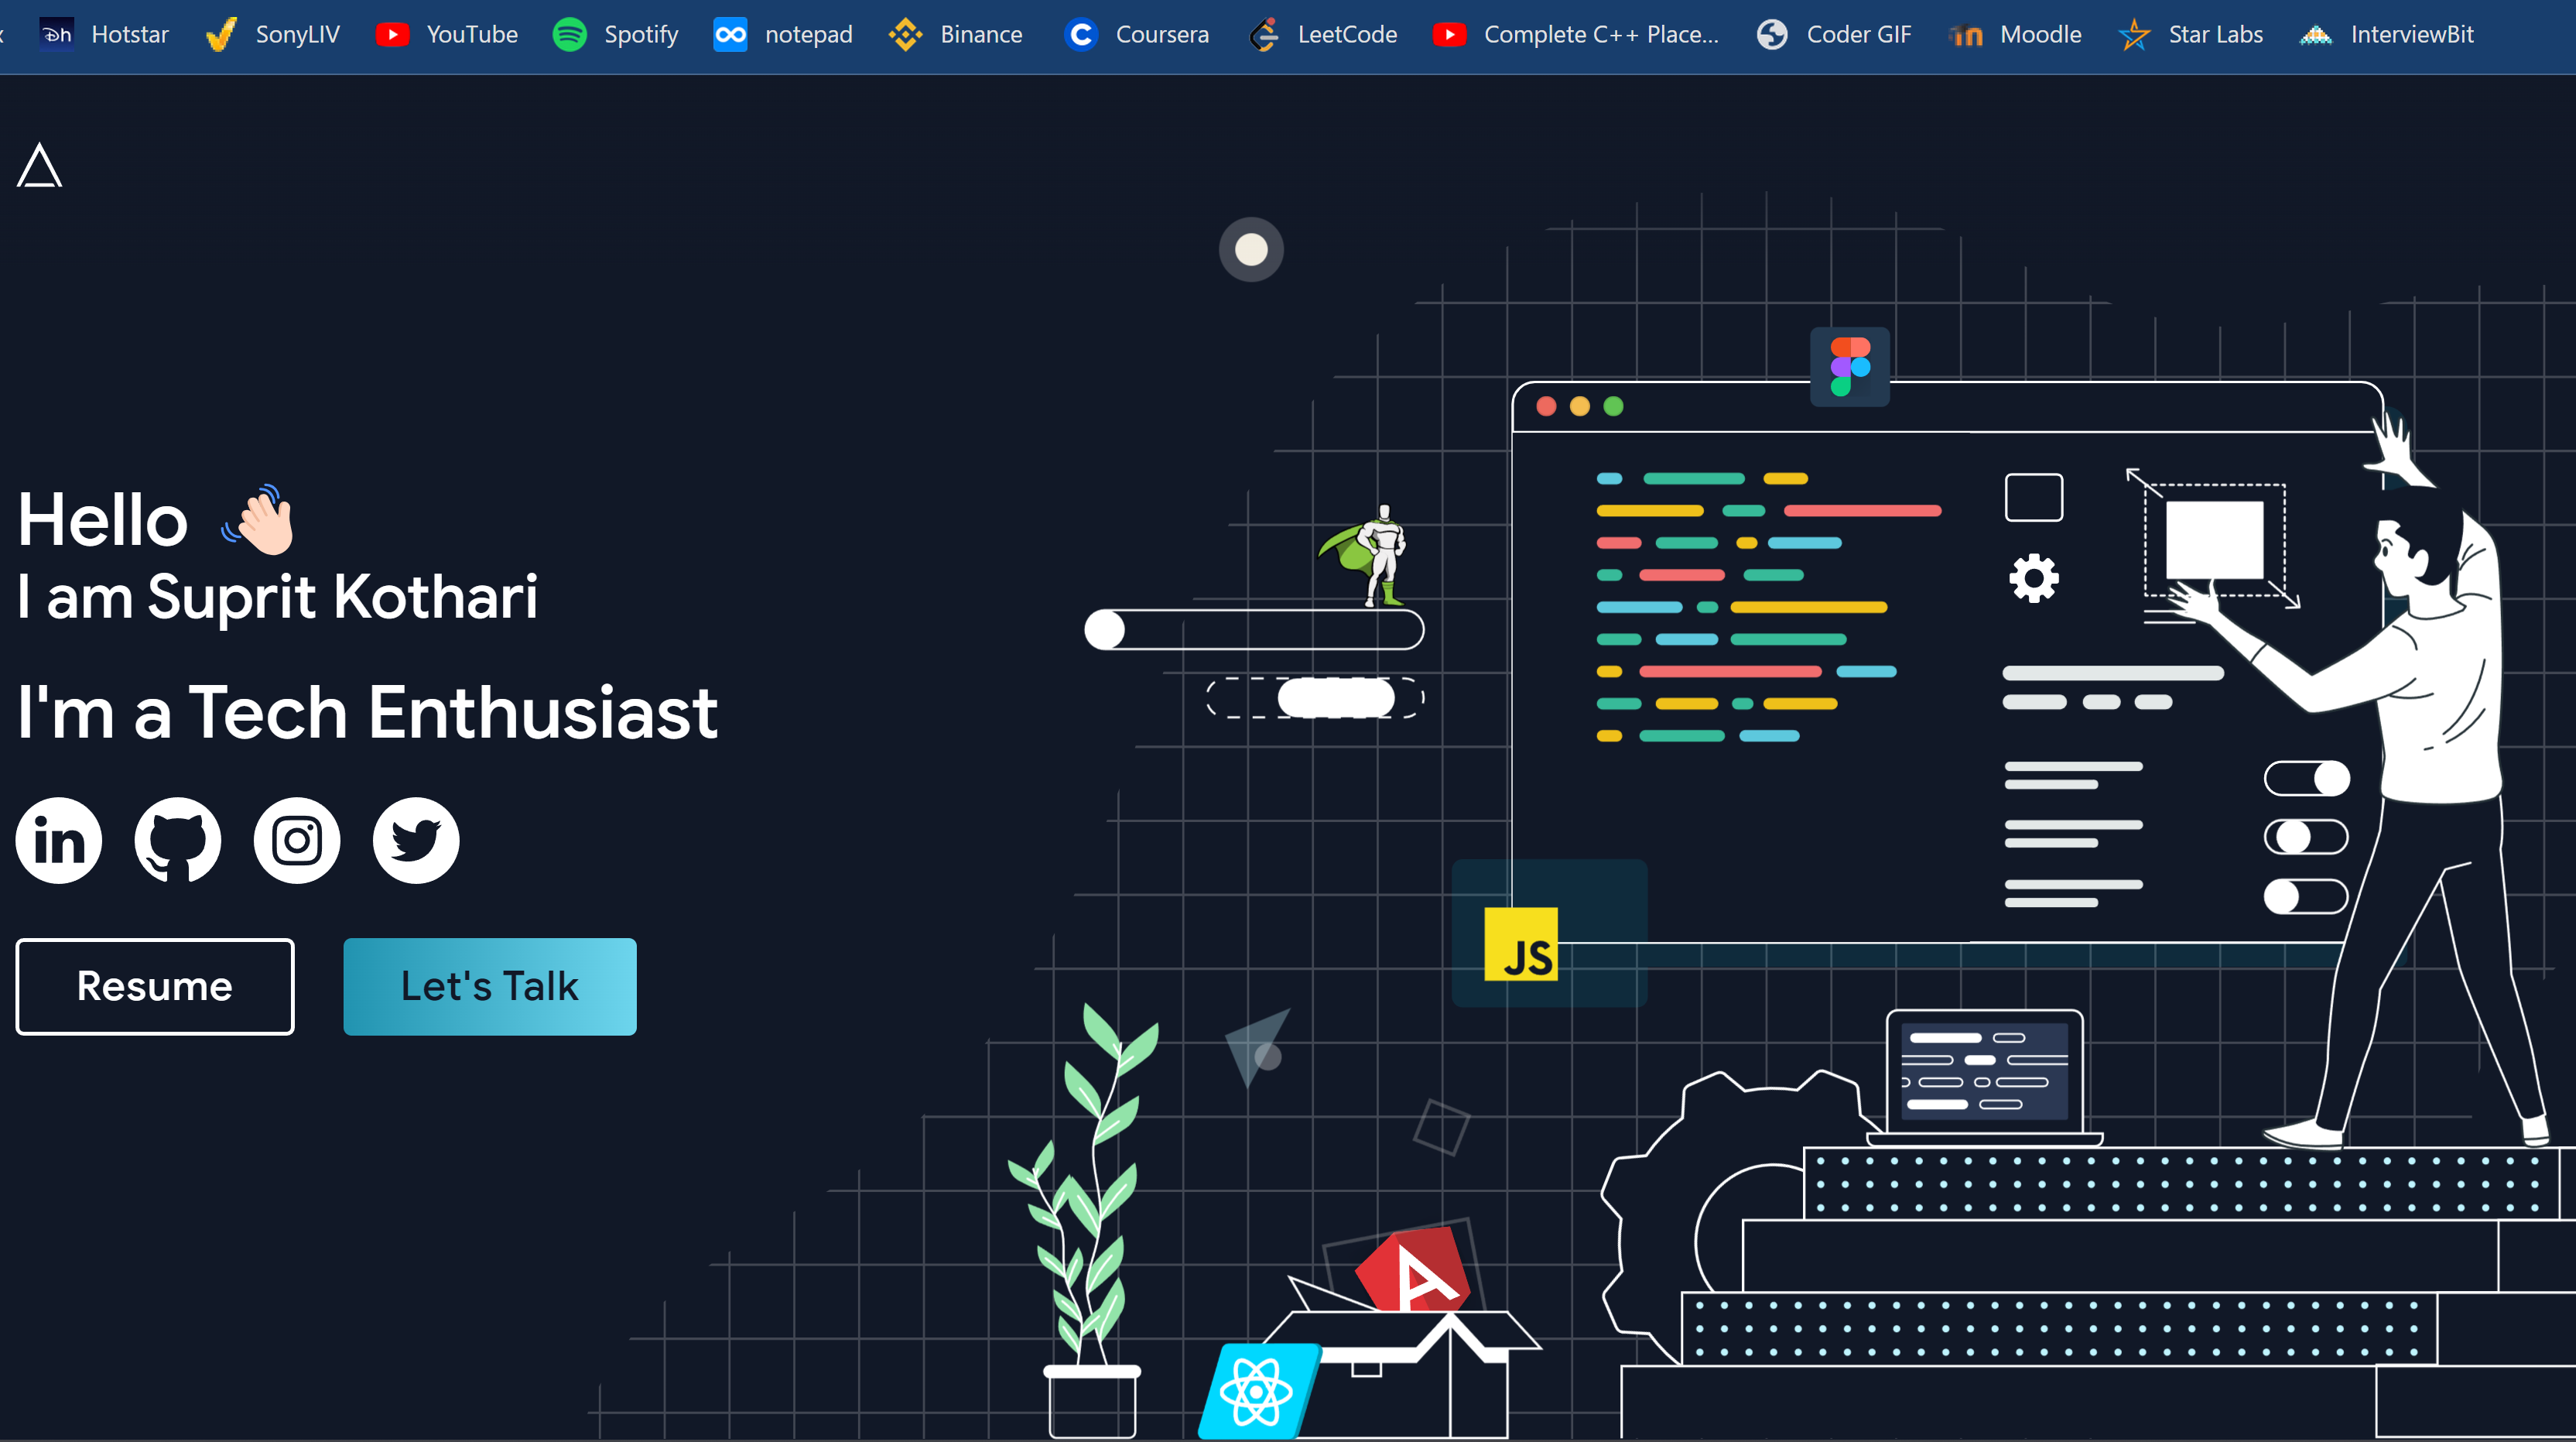 Hotstar SonyLIV YouTube Spotify notepad Binance Coursera LeetCode Complete C++ Place... Coder GIF Moodle Star Labs InterviewBit
Hello 👋🏻
I am Suprit Kothari
I'm a Tech Enthusiast
in
Resume Let's Talk
JS
A